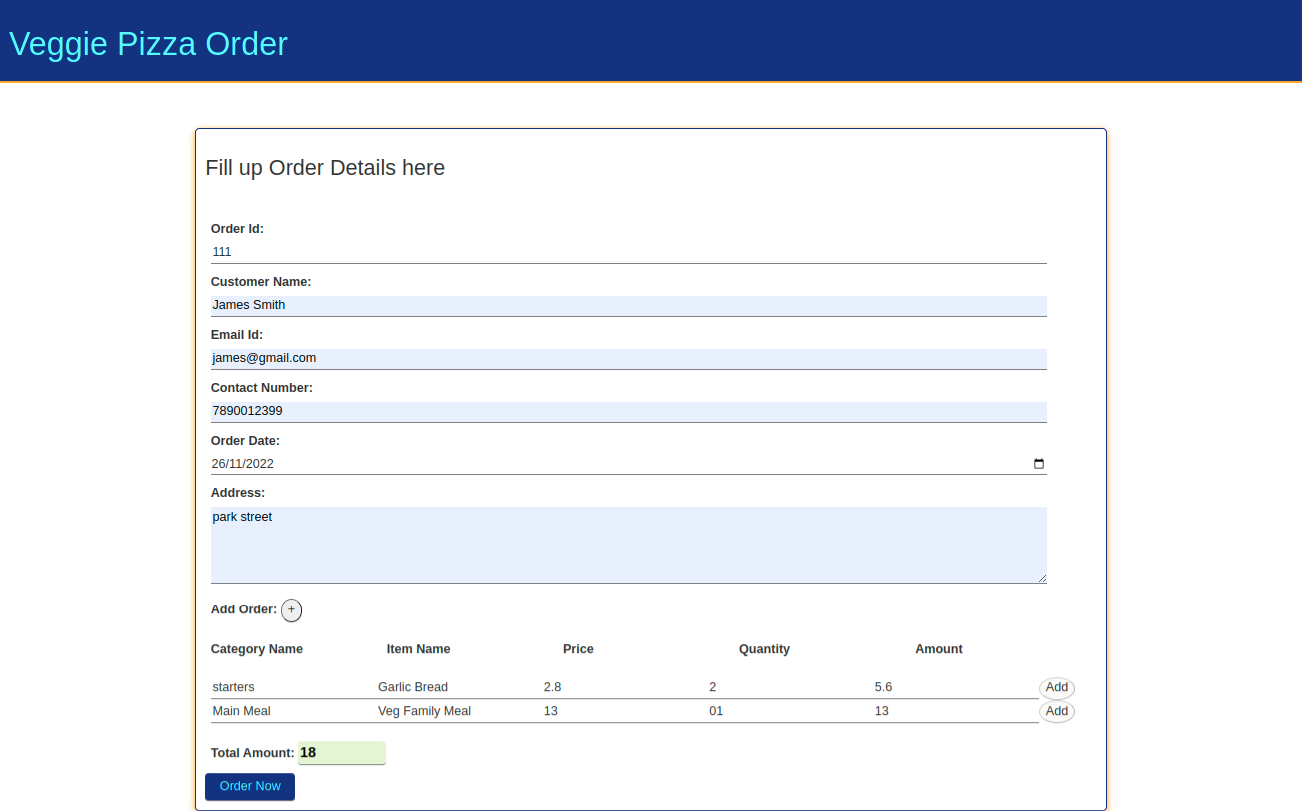 Veggie Pizza Order
Fill up Order Details here
Order Id:
111
Customer Name:
James Smith
Email Id:
james@gmail.com
Contact Number:
7890012399
Order Date:
26/11/2022
Address:
park street
Add Order: +
Category Name Item Name Price Quantity Amount
starters Garlic Bread 2.8 2 5.6 Add
Main Meal Veg Family Meal 13 01 13 Add
Total Amount: 18
Order Now